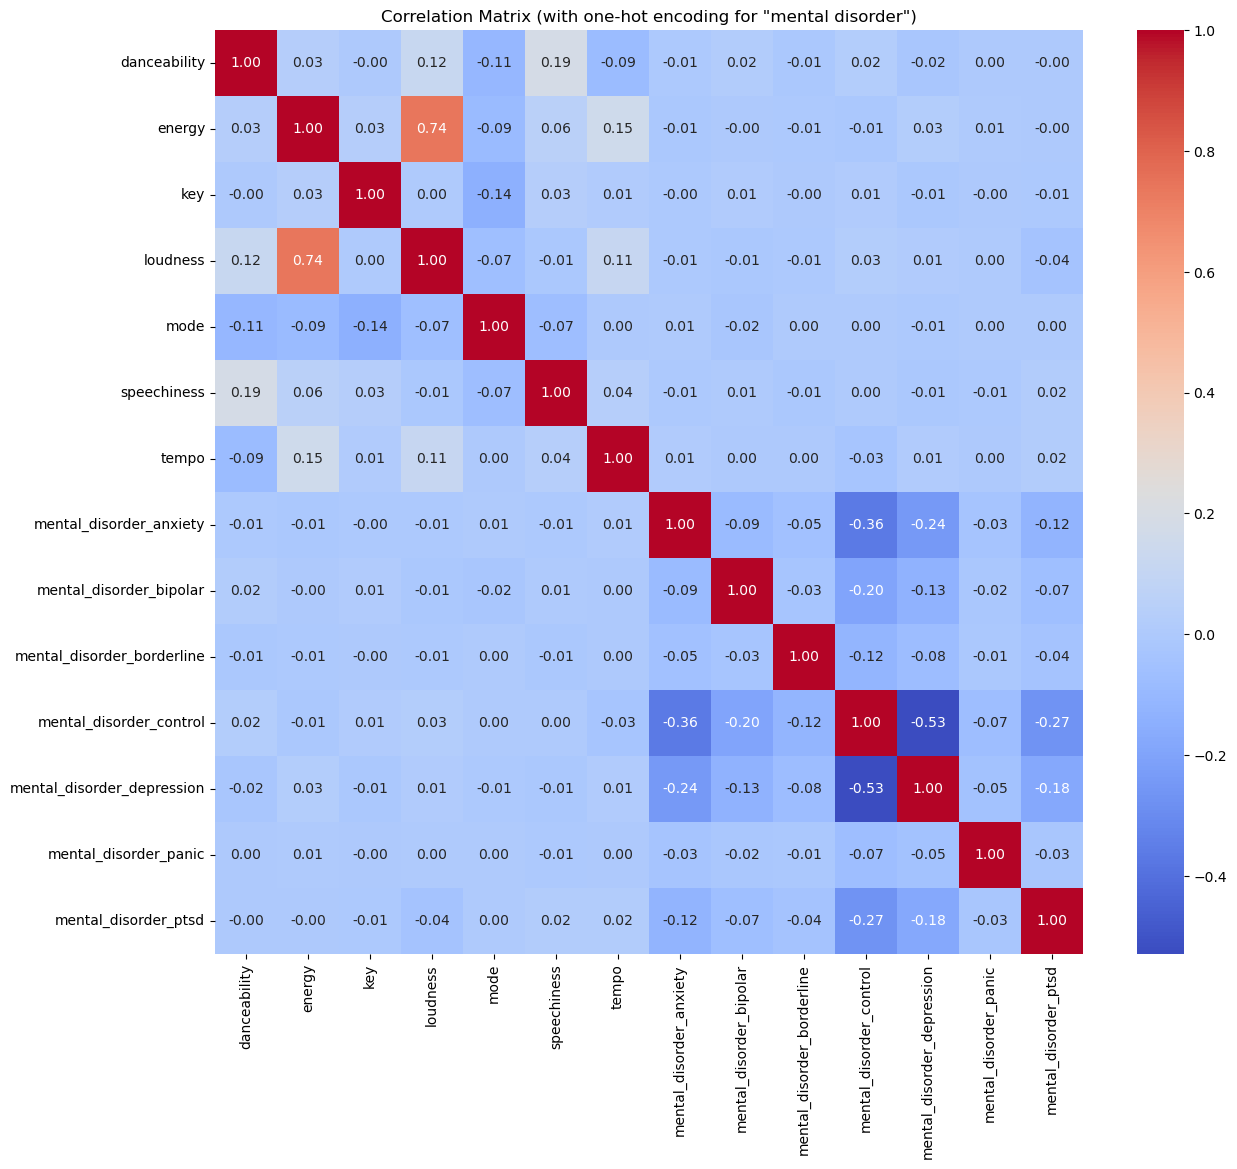 Correlation Matrix (with one-hot encoding for "mental disorder")
danceability 1.00 0.03 -0.00 0.12 -0.11 0.19 -0.09 -0.01 0.02 -0.01 0.02 -0.02 0.00 -0.00
energy 0.03 1.00 0.03 0.74 -0.09 0.06 0.15 -0.01 -0.00 -0.01 -0.01 0.03 0.01 -0.00
key -0.00 0.03 1.00 0.00 -0.14 0.03 0.01 -0.00 0.01 -0.00 0.01 -0.01 -0.00 -0.01
loudness 0.12 0.74 0.00 1.00 -0.07 -0.01 0.11 -0.01 -0.01 -0.01 0.03 0.01 0.00 -0.04
mode -0.11 -0.09 -0.14 -0.07 1.00 -0.07 0.00 0.01 -0.02 0.00 0.00 -0.01 0.00 0.00
speechiness 0.19 0.06 0.03 -0.01 -0.07 1.00 0.04 -0.01 0.01 -0.01 0.00 -0.01 -0.01 0.02
tempo -0.09 0.15 0.01 0.11 0.00 0.04 1.00 0.01 0.00 0.00 -0.03 0.01 0.00 0.02
mental_disorder_anxiety -0.01 -0.01 -0.00 -0.01 0.01 -0.01 0.01 1.00 -0.09 -0.05 -0.36 -0.24 -0.03 -0.12
mental_disorder_bipolar 0.02 -0.00 0.01 -0.01 -0.02 0.01 0.00 -0.09 1.00 -0.03 -0.20 -0.13 -0.02 -0.07
mental_disorder_borderline -0.01 -0.01 -0.00 -0.01 0.00 -0.01 0.00 -0.05 -0.03 1.00 -0.12 -0.08 -0.01 -0.04
mental_disorder_control 0.02 -0.01 0.01 0.03 0.00 0.00 -0.03 -0.36 -0.20 -0.12 1.00 -0.53 -0.07 -0.27
mental_disorder_depression -0.02 0.03 -0.01 0.01 -0.01 -0.01 0.01 -0.24 -0.13 -0.08 -0.53 1.00 -0.05 -0.18
mental_disorder_panic 0.00 0.01 -0.00 0.00 0.00 -0.01 0.00 -0.03 -0.02 -0.01 -0.07 -0.05 1.00 -0.03
mental_disorder_ptsd -0.00 -0.00 -0.01 -0.04 0.00 0.02 0.02 -0.12 -0.07 -0.04 -0.27 -0.18 -0.03 1.00
danceability
energy
key
loudness
mode
speechiness
tempo
mental_disorder_anxiety
mental_disorder_bipolar
mental_disorder_borderline
mental_disorder_control
mental_disorder_depression
mental_disorder_panic
mental_disorder_ptsd
1.0
0.8
0.6
0.4
0.2
0.0
−0.2
−0.4